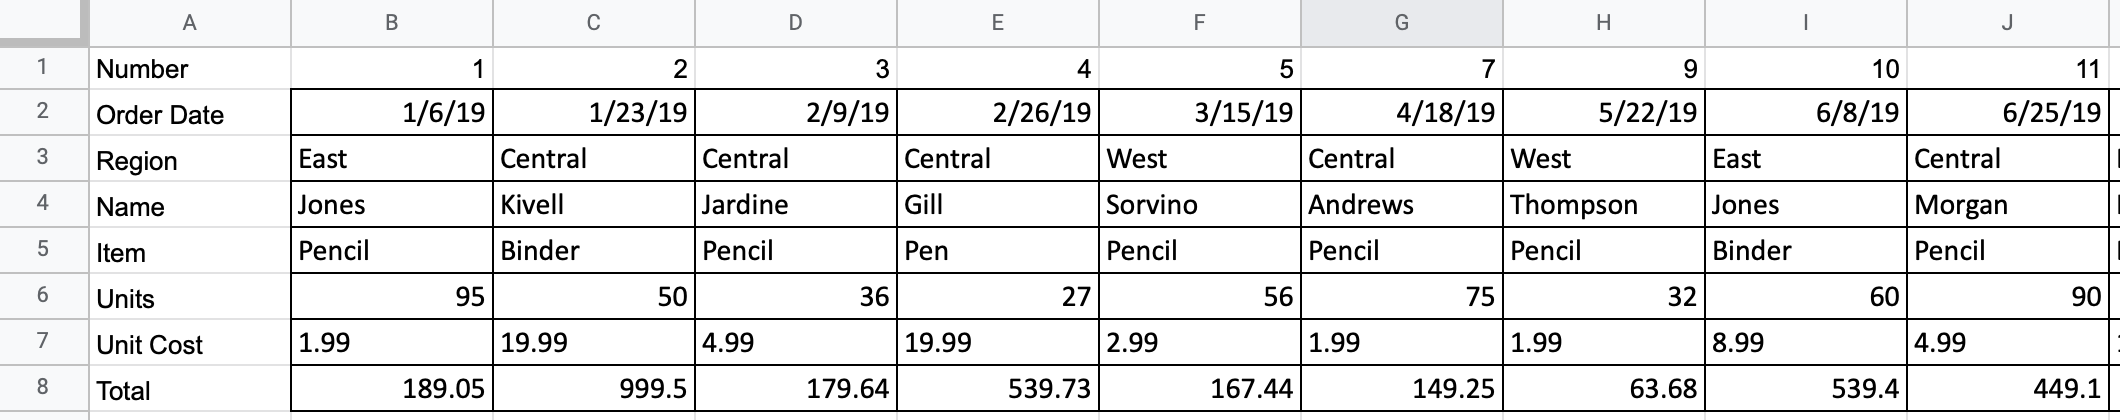 A B C D E F G H I J
1 Number 1 2 3 4 5 7 9 10 11
2 Order Date 1/6/19 1/23/19 2/9/19 2/26/19 3/15/19 4/18/19 5/22/19 6/8/19 6/25/19
3 Region East Central Central Central West Central West East Central
4 Name Jones Kivell Jardine Gill Sorvino Andrews Thompson Jones Morgan
5 Item Pencil Binder Pencil Pen Pencil Pencil Pencil Binder Pencil
6 Units 95 50 36 27 56 75 32 60 90
7 Unit Cost 1.99 19.99 4.99 19.99 2.99 1.99 1.99 8.99 4.99
8 Total 189.05 999.5 179.64 539.73 167.44 149.25 63.68 539.4 449.1